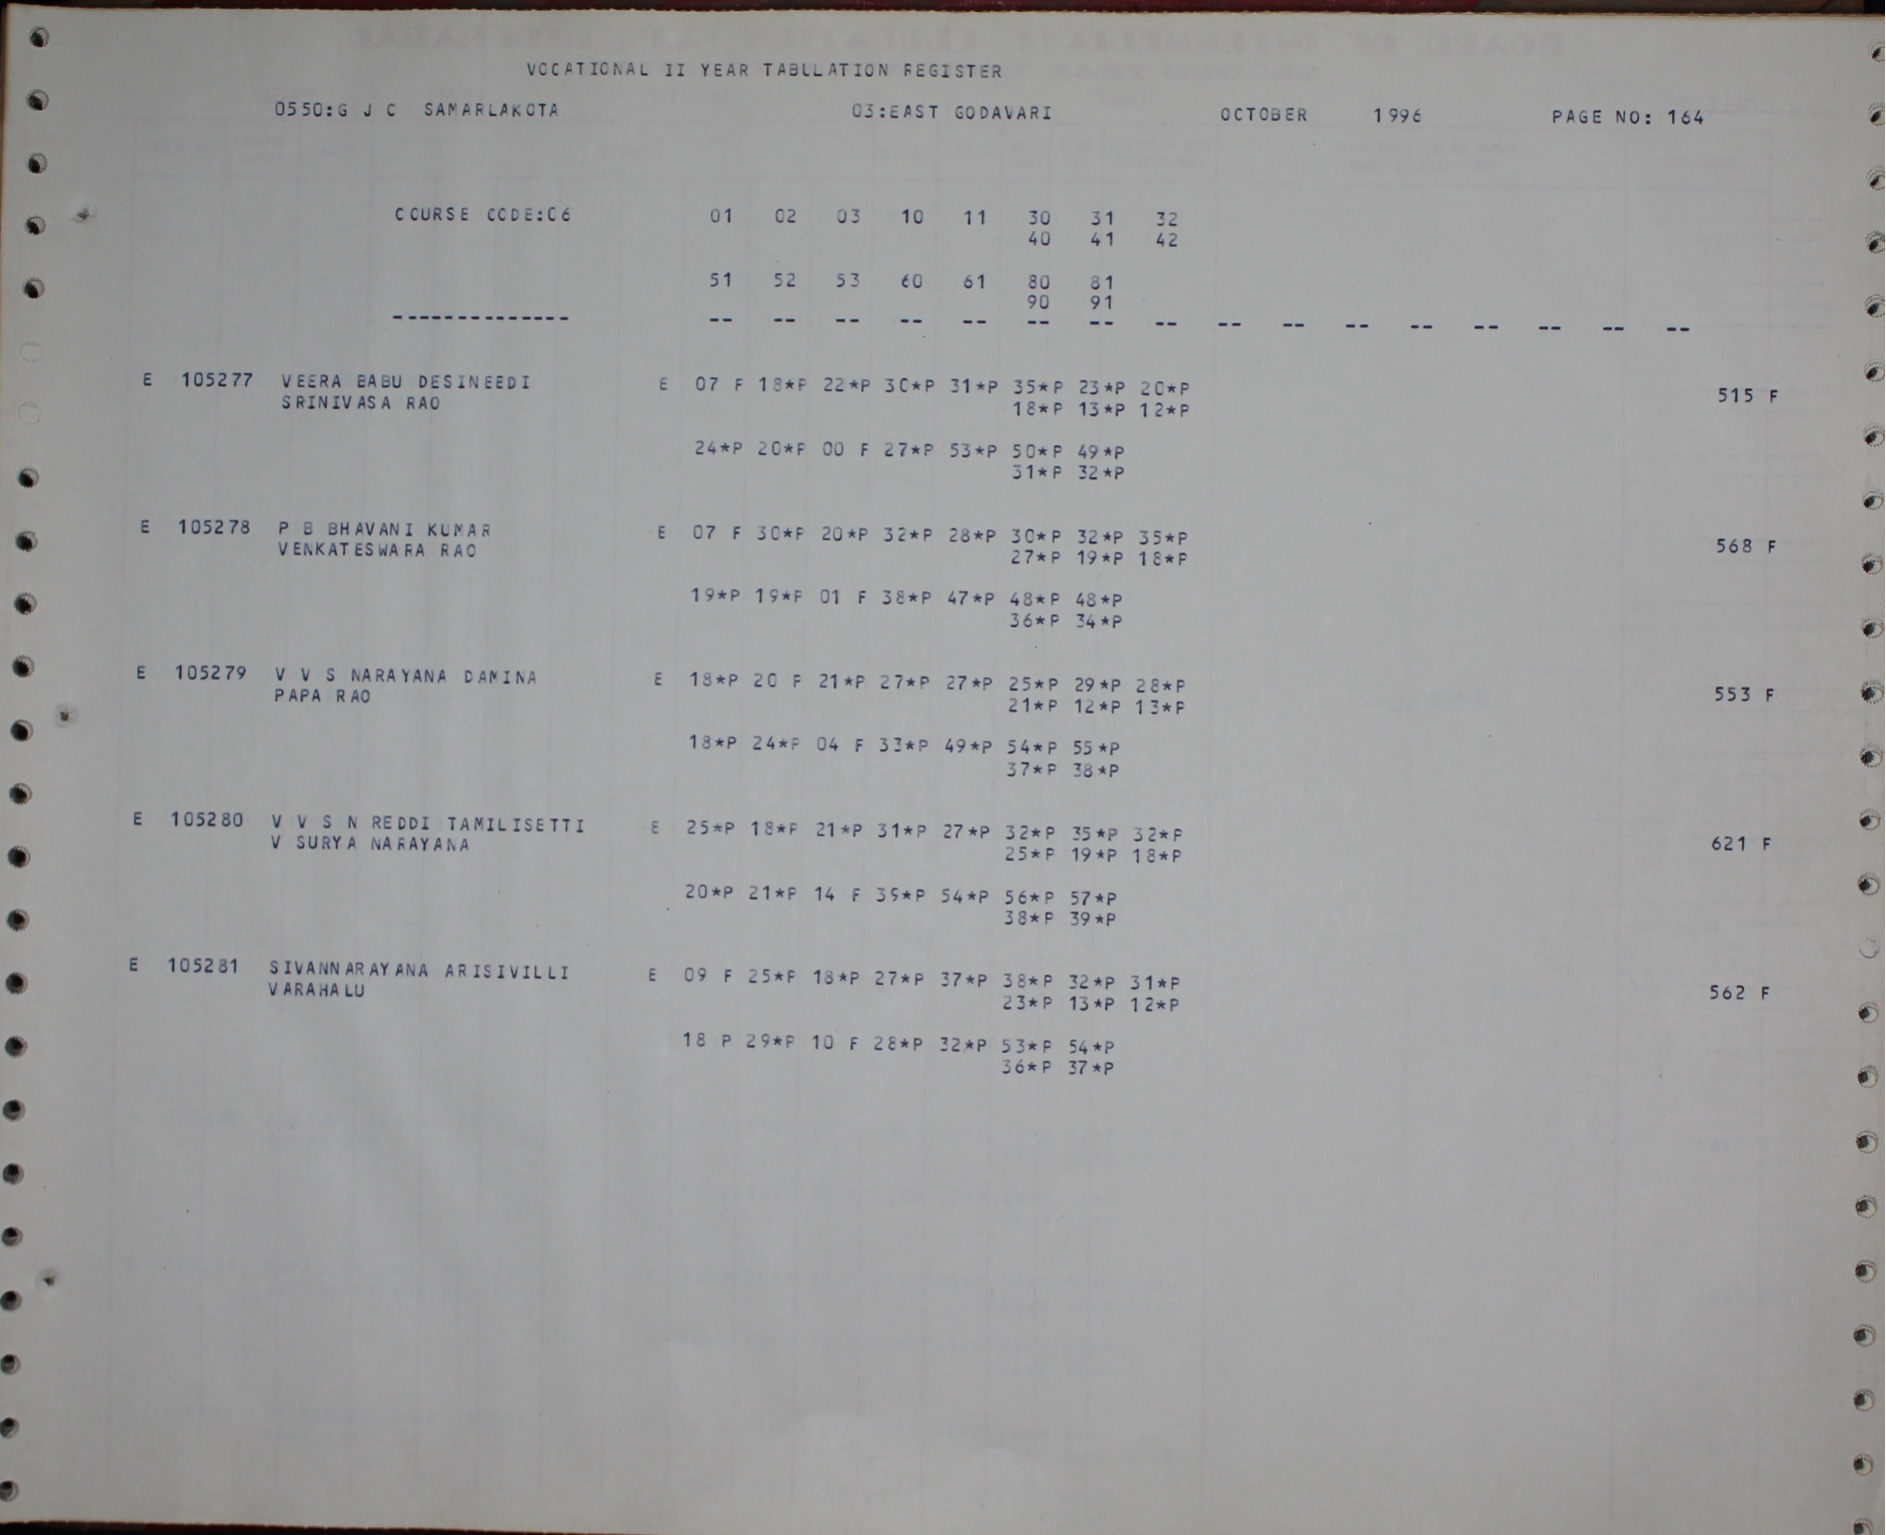 VOCATIONAL II YEAR TABULATION REGISTER
0550:G J C SAMARLAKOTA 03:EAST GODAVARI OCTOBER 1996 PAGE NO: 164
COURSE CODE:C6 01 02 03 10 11 30 31 32
40 41 42
51 52 53 60 61 80 81
90 91
-------------- -- -- -- -- -- -- -- -- -- -- -- -- -- -- -- --
E 105277 VEERA BABU DESINEEDI E 07 F 18*P 22*P 30*P 31*P 35*P 23*P 20*P
SRINIVASA RAO 18*P 13*P 12*P 515 F
24*P 20*P 00 F 27*P 53*P 50*P 49*P
31*P 32*P
E 105278 P B BHAVANI KUMAR E 07 F 30*P 20*P 32*P 28*P 30*P 32*P 35*P
VENKATESWARA RAO 27*P 19*P 18*P 568 F
19*P 19*P 01 F 38*P 47*P 48*P 48*P
36*P 34*P
E 105279 V V S NARAYANA DAMINA E 18*P 20 F 21*P 27*P 27*P 25*P 29*P 28*P
PAPA RAO 21*P 12*P 13*P 553 F
18*P 24*P 04 F 33*P 49*P 54*P 55*P
37*P 38*P
E 105280 V V S N REDDI TAMILISETTI E 25*P 18*P 21*P 31*P 27*P 32*P 35*P 32*P
V SURYA NARAYANA 25*P 19*P 18*P 621 F
20*P 21*P 14 F 39*P 54*P 56*P 57*P
38*P 39*P
E 105281 SIVANNARAYANA ARISIVILLI E 09 F 25*P 18*P 27*P 37*P 38*P 32*P 31*P
VARAHALU 23*P 13*P 12*P 562 F
18 P 29*P 10 F 28*P 32*P 53*P 54*P
36*P 37*P